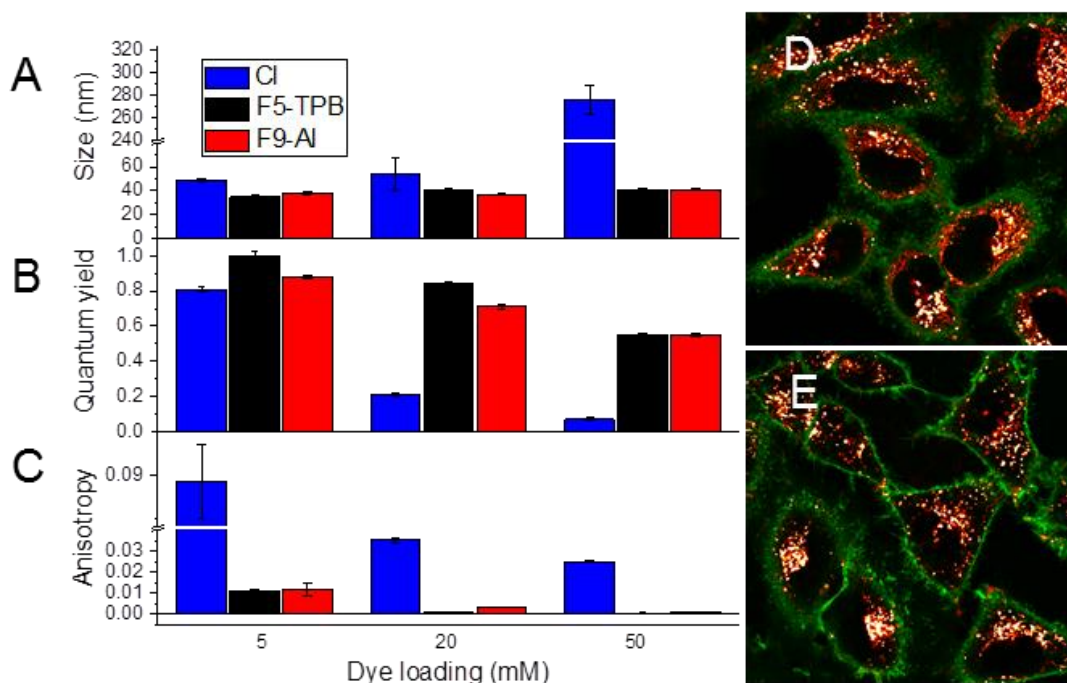 A
Size (nm)
320
300
280
260
240
60
40
20
0
Cl
F5-TPB
F9-Al
B
Quantum yield
1.0
0.8
0.6
0.4
0.2
0.0
C
Anisotropy
0.09
0.03
0.02
0.01
0.00
5
20
50
Dye loading (mM)
D
E